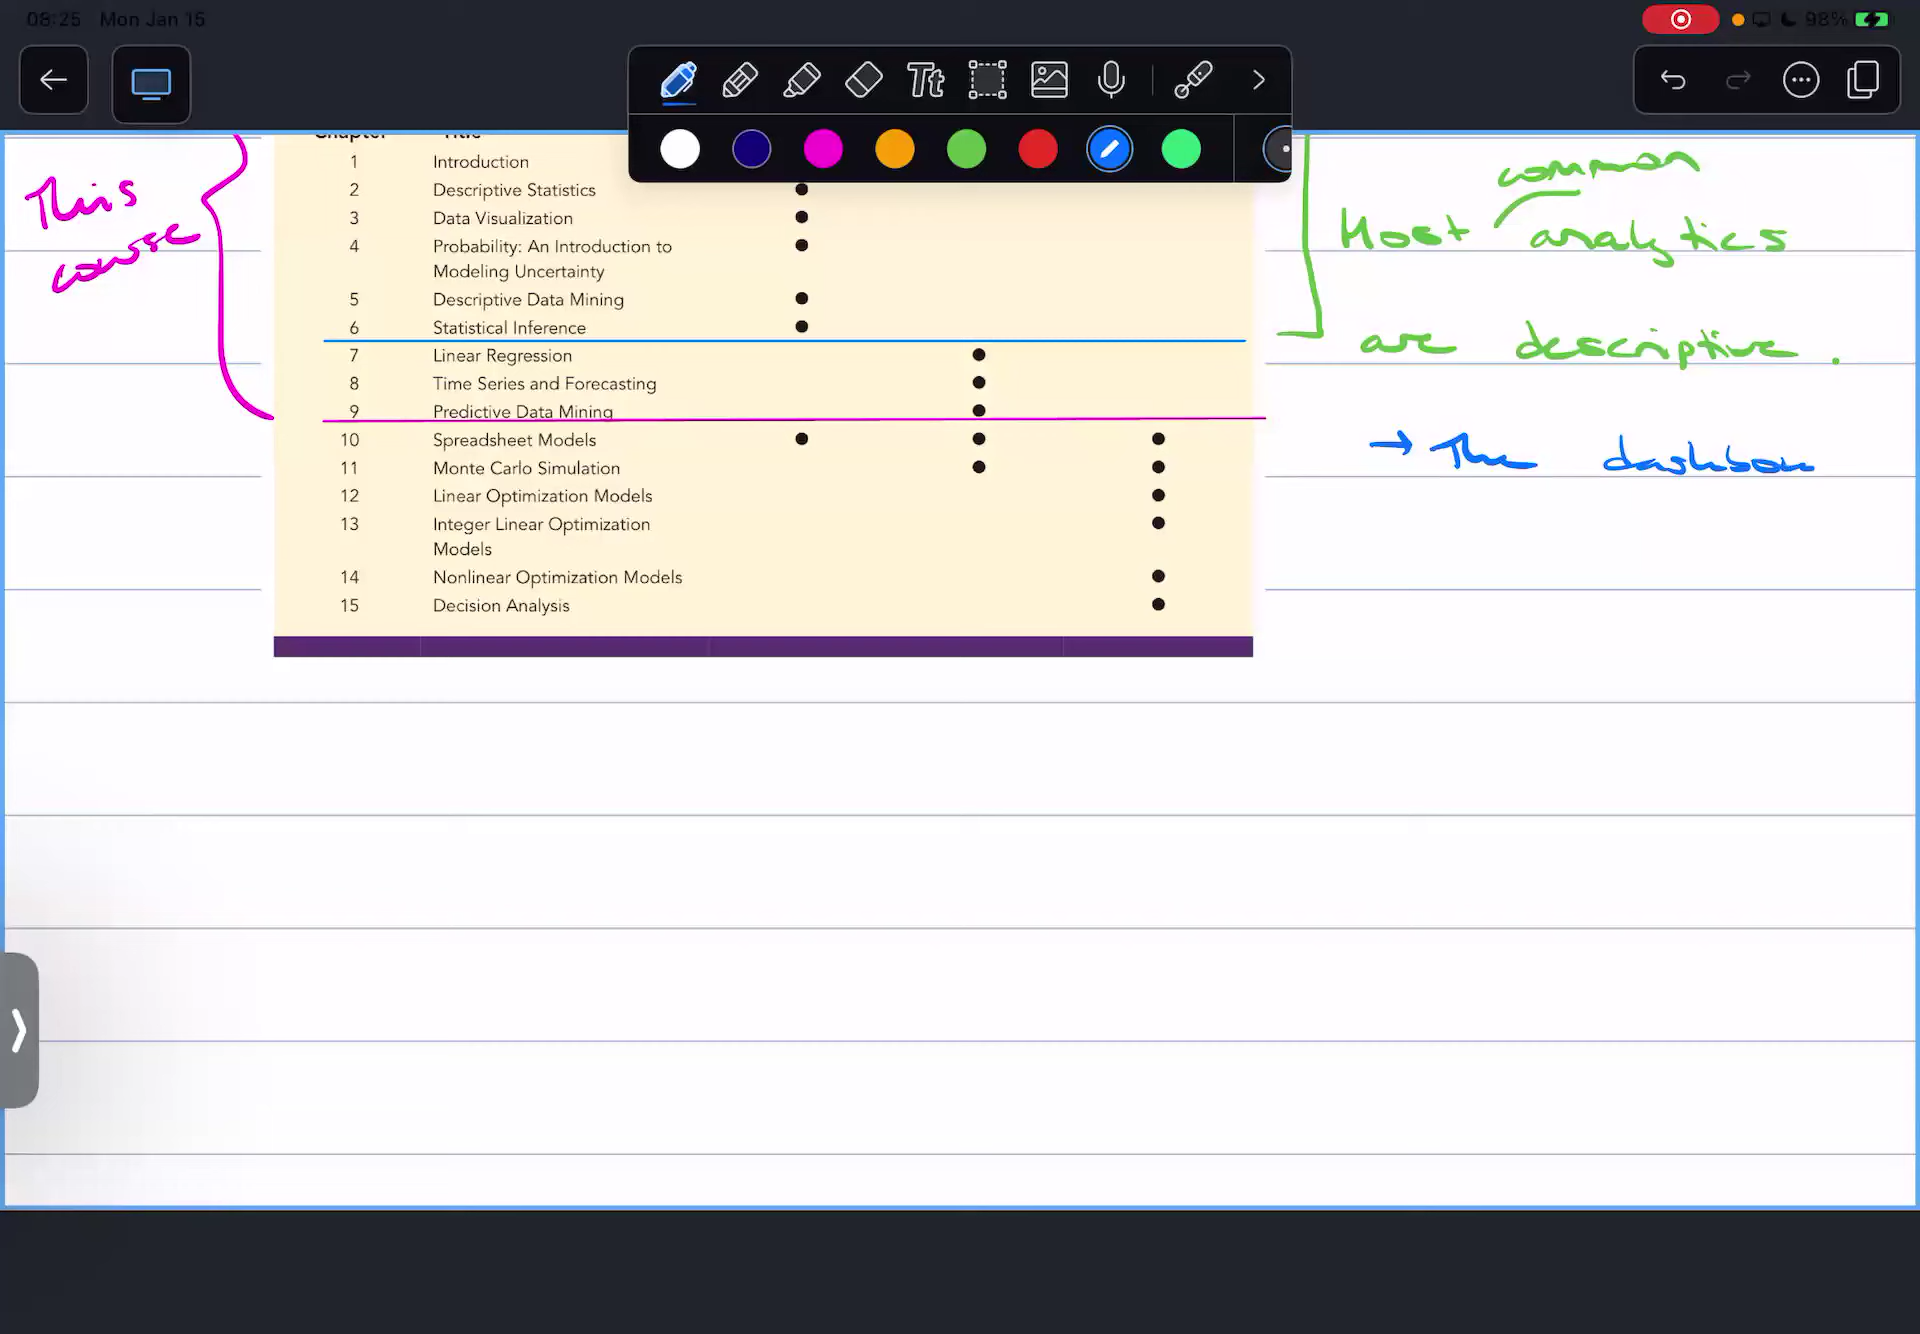 08:25 Mon Jan 15
98%
Tt
Chapter Title
1 Introduction
2 Descriptive Statistics
3 Data Visualization
4 Probability: An Introduction to
Modeling Uncertainty
5 Descriptive Data Mining
6 Statistical Inference
7 Linear Regression
8 Time Series and Forecasting
9 Predictive Data Mining
10 Spreadsheet Models
11 Monte Carlo Simulation
12 Linear Optimization Models
13 Integer Linear Optimization
Models
14 Nonlinear Optimization Models
15 Decision Analysis
This
course
common
Most analytics
are descriptive.
→ The dashboa